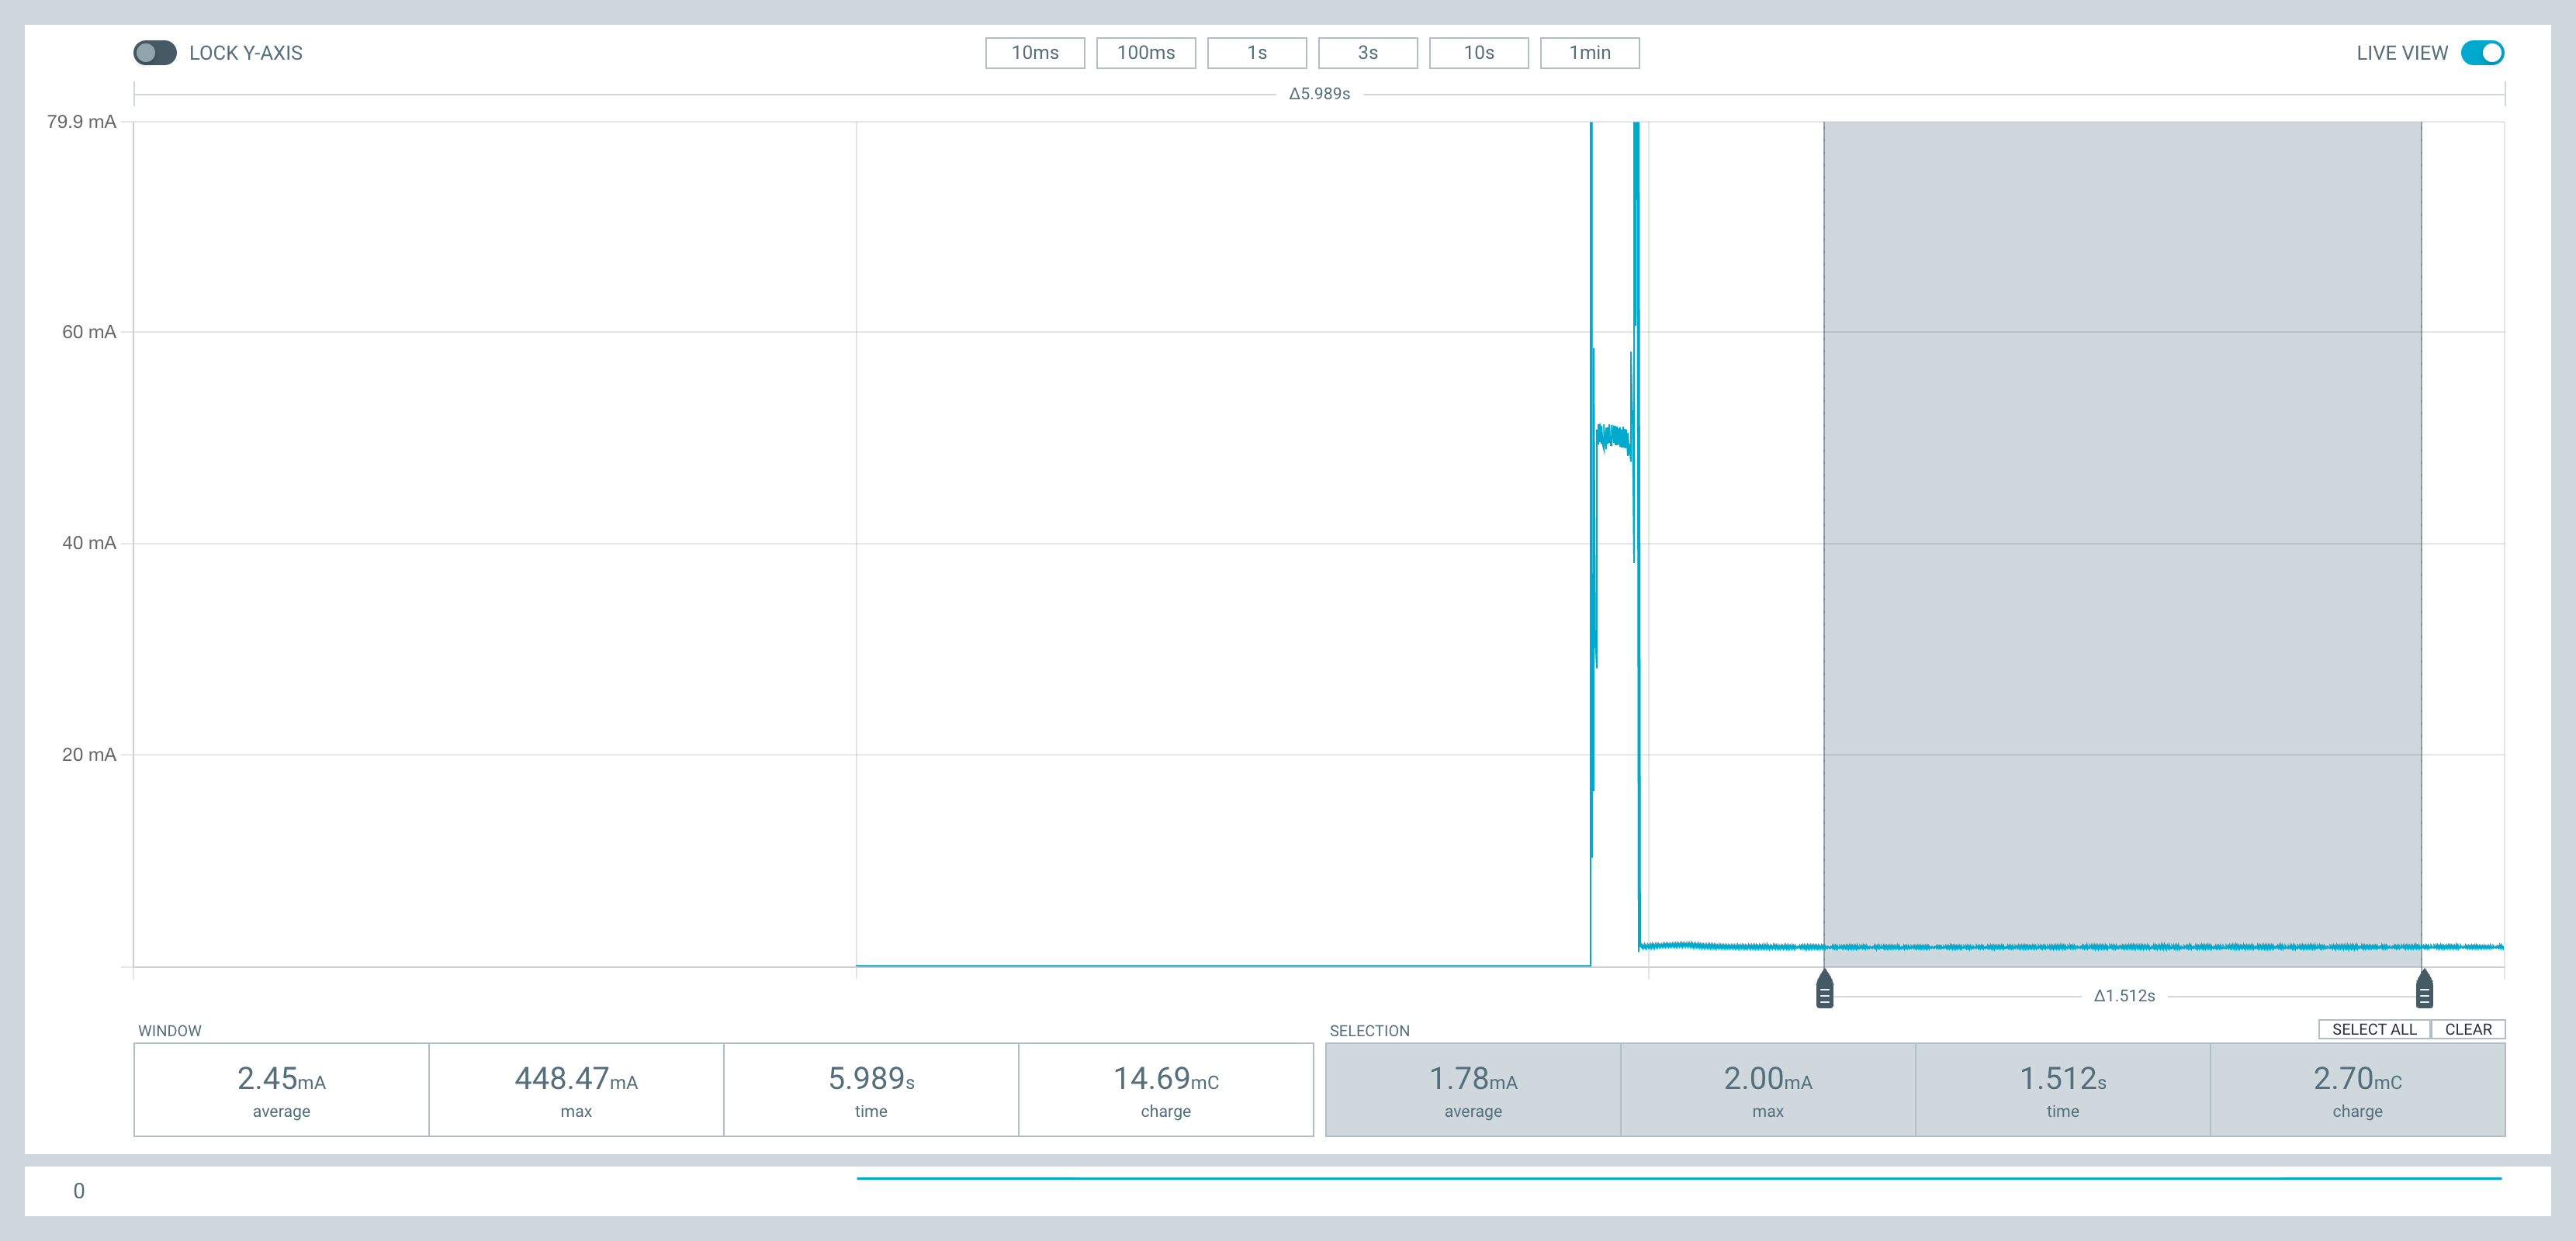 LOCK Y-AXIS
10ms 100ms 1s 3s 10s 1min
LIVE VIEW
Δ5.989s
79.9 mA
60 mA
40 mA
20 mA
Δ1.512s
WINDOW
SELECTION
SELECT ALL CLEAR
2.45mA 448.47mA 5.989s 14.69mC 1.78mA 2.00mA 1.512s 2.70mC
average max time charge average max time charge
0